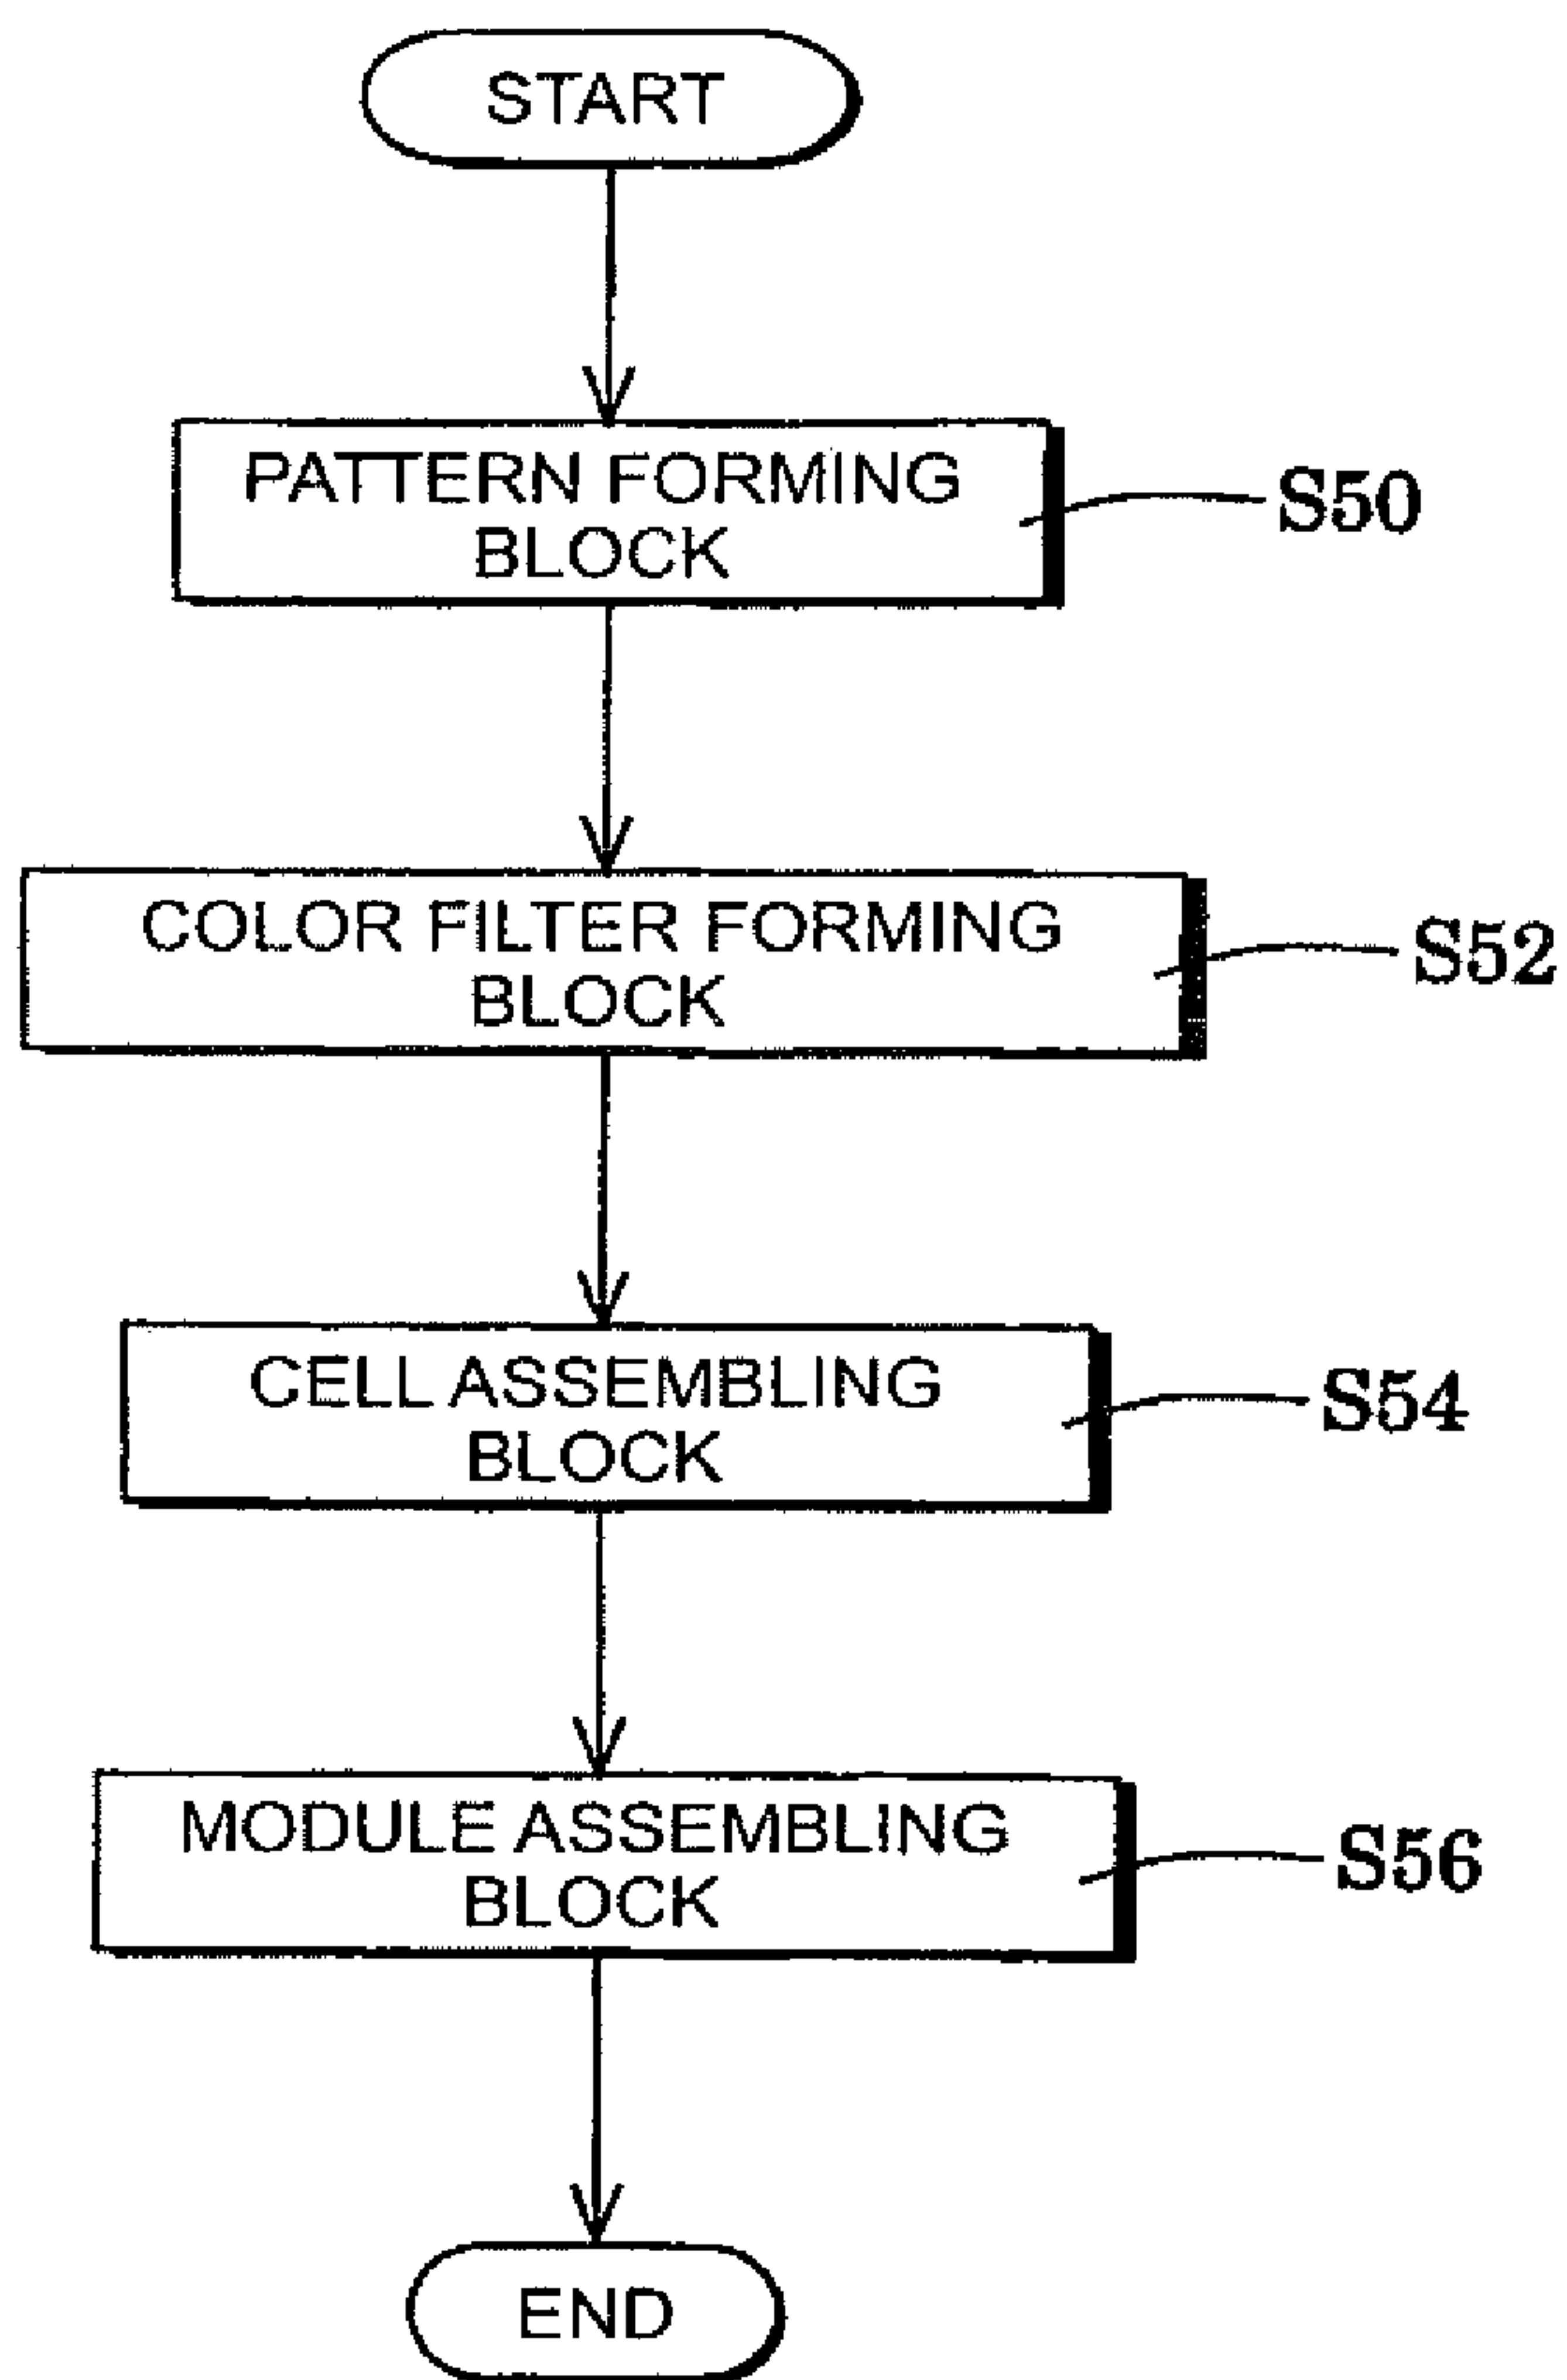 START
PATTERN FORMING
BLOCK
S50
COLOR FILTER FORMING
BLOCK
S52
CELL ASSEMBLING
BLOCK
S54
MODULE ASSEMBLING
BLOCK
S56
END